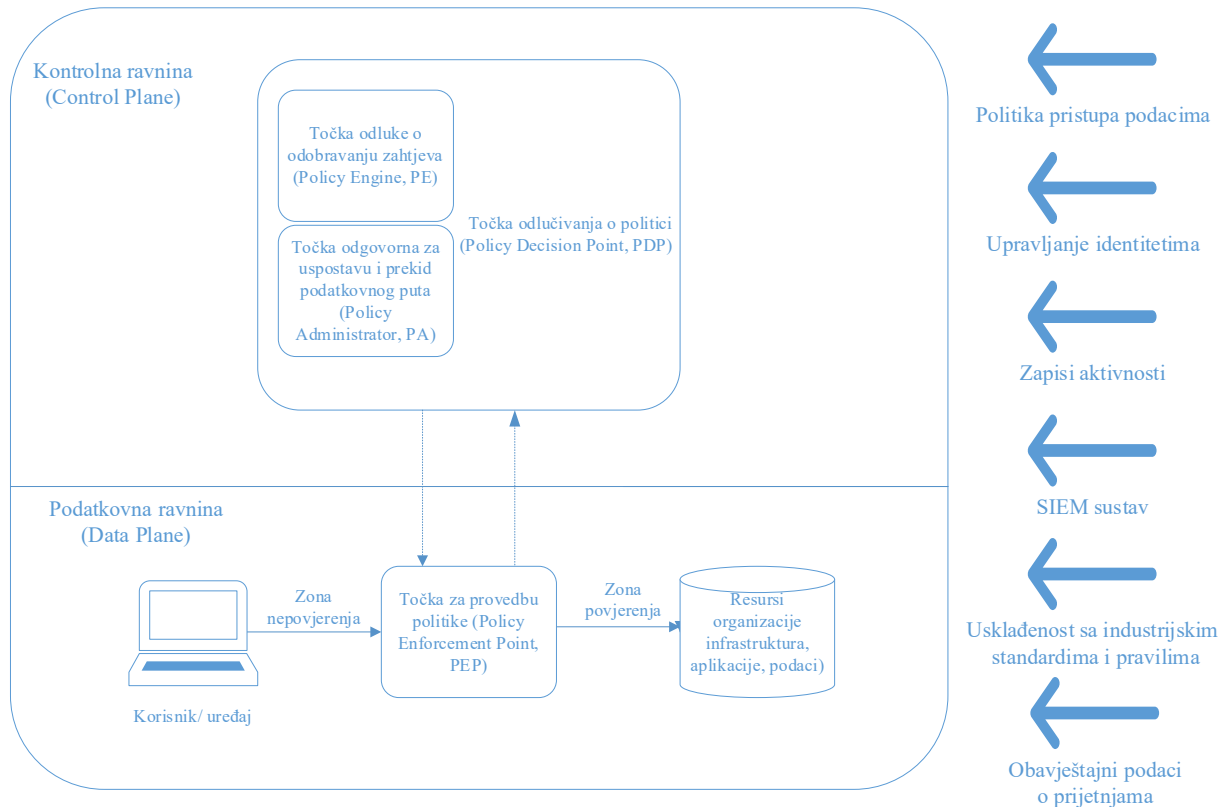 Kontrolna ravnina
(Control Plane)
Točka odluke o
odobravanju zahtjeva
(Policy Engine, PE)
Točka odgovorna za
uspostavu i prekid
podatkovnog puta
(Policy
Administrator, PA)
Točka odlučivanja o politici
(Policy Decision Point, PDP)
Podatkovna ravnina
(Data Plane)
Korisnik/ uređaj
Zona
nepovjerenja
Točka za provedbu
politike (Policy
Enforcement Point,
PEP)
Zona
povjerenja
Resursi
organizacije
infrastruktura,
aplikacije, podaci)
Politika pristupa podacima
Upravljanje identitetima
Zapisi aktivnosti
SIEM sustav
Usklađenost sa industrijskim
standardima i pravilima
Obavještajni podaci
o prijetnjama